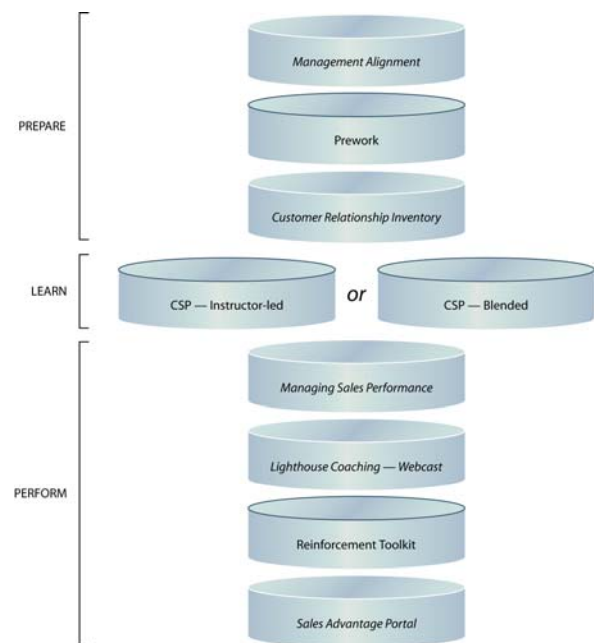 Management Alignment
PREPARE
Prework
Customer Relationship Inventory
LEARN
CSP — Instructor-led
or
CSP — Blended
Managing Sales Performance
Lighthouse Coaching — Webcast
PERFORM
Reinforcement Toolkit
Sales Advantage Portal